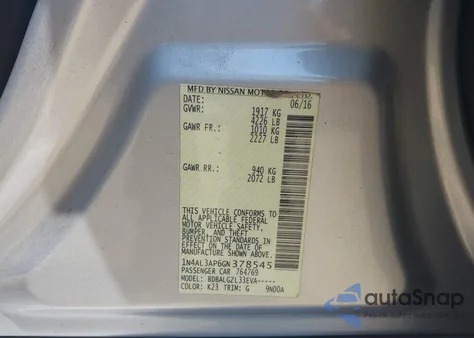 MFD BY NISSAN MOTOR LTD.
DATE: 06/16
GVWR: 1917 KG
4226 LB
GAWR FR.: 1010 KG
2227 LB
GAWR RR.: 940 KG
2072 LB
THIS VEHICLE CONFORMS TO
ALL APPLICABLE FEDERAL
MOTOR VEHICLE SAFETY,
BUMPER, AND THEFT
PREVENTION STANDARDS IN
EFFECT ON THE DATE OF
MANUFACTURE SHOWN ABOVE.
1N4AL3AP6GN378545
PASSENGER CAR 764769
MODEL: BDBALGZL33EVA-----
COLOR: K23 TRIM: G 9N00A
autoSnap